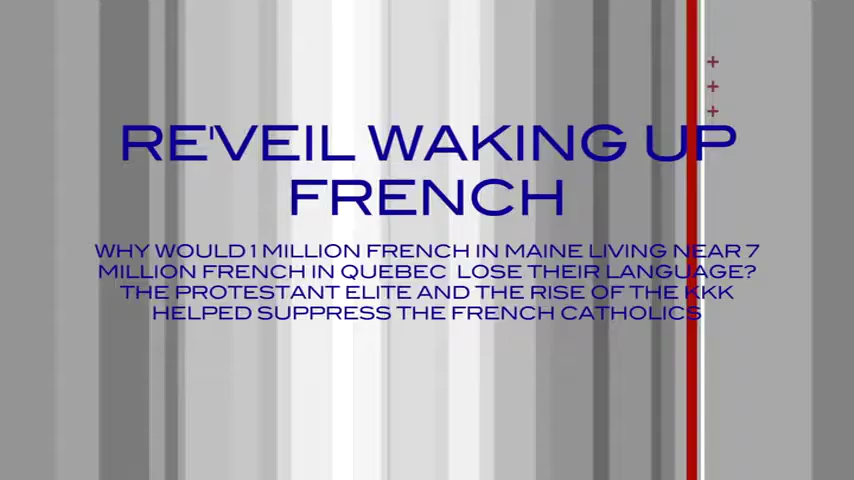 RE'VEIL WAKING UP
FRENCH
WHY WOULD 1 MILLION FRENCH IN MAINE LIVING NEAR 7
MILLION FRENCH IN QUEBEC LOSE THEIR LANGUAGE?
THE PROTESTANT ELITE AND THE RISE OF THE KKK
HELPED SUPPRESS THE FRENCH CATHOLICS